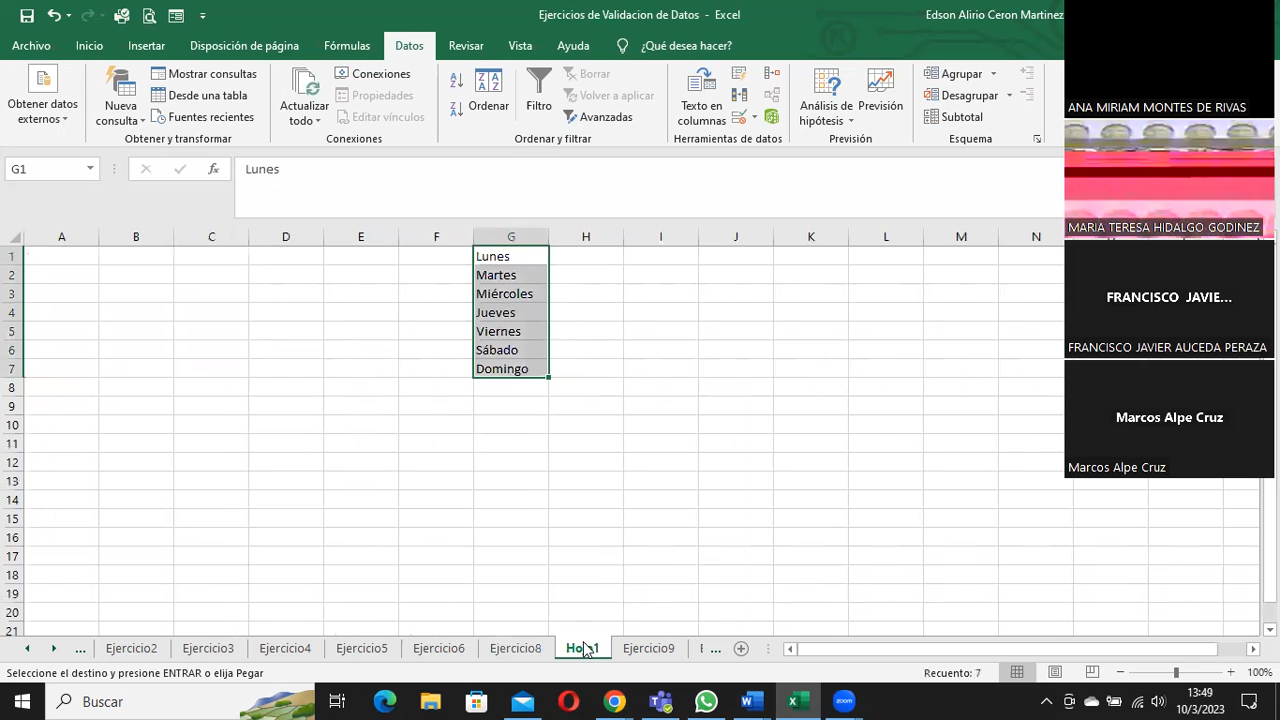 Ejercicios de Validacion de Datos - Excel
Edson Alirio Ceron Martinez
Archivo
Inicio
Insertar
Disposición de página
Fórmulas
Datos
Revisar
Vista
Ayuda
¿Qué desea hacer?
Obtener datos
externos
Nueva
consulta
Mostrar consultas
Desde una tabla
Fuentes recientes
Obtener y transformar
Actualizar
todo
Conexiones
Propiedades
Editar vínculos
Conexiones
Ordenar
Filtro
Borrar
Volver a aplicar
Avanzadas
Ordenar y filtrar
Texto en
columnas
Herramientas de datos
Análisis de
hipótesis
Previsión
Previsión
Agrupar
Desagrupar
Subtotal
Esquema
G1
fx
Lunes
A B C D E F G H I J K L M N
1 Lunes
2 Martes
3 Miércoles
4 Jueves
5 Viernes
6 Sábado
7 Domingo
8
9
10
11
12
13
14
15
16
17
18
19
20
21
ANA MIRIAM MONTES DE RIVAS
MARIA TERESA HIDALGO GODINEZ
FRANCISCO JAVIE...
FRANCISCO JAVIER AUCEDA PERAZA
Marcos Alpe Cruz
Marcos Alpe Cruz
... Ejercicio2 Ejercicio3 Ejercicio4 Ejercicio5 Ejercicio6 Ejercicio8 Hoja1 Ejercicio9 ...
Seleccione el destino y presione ENTRAR o elija Pegar
Recuento: 7
100%
Buscar
13:49
10/3/2023